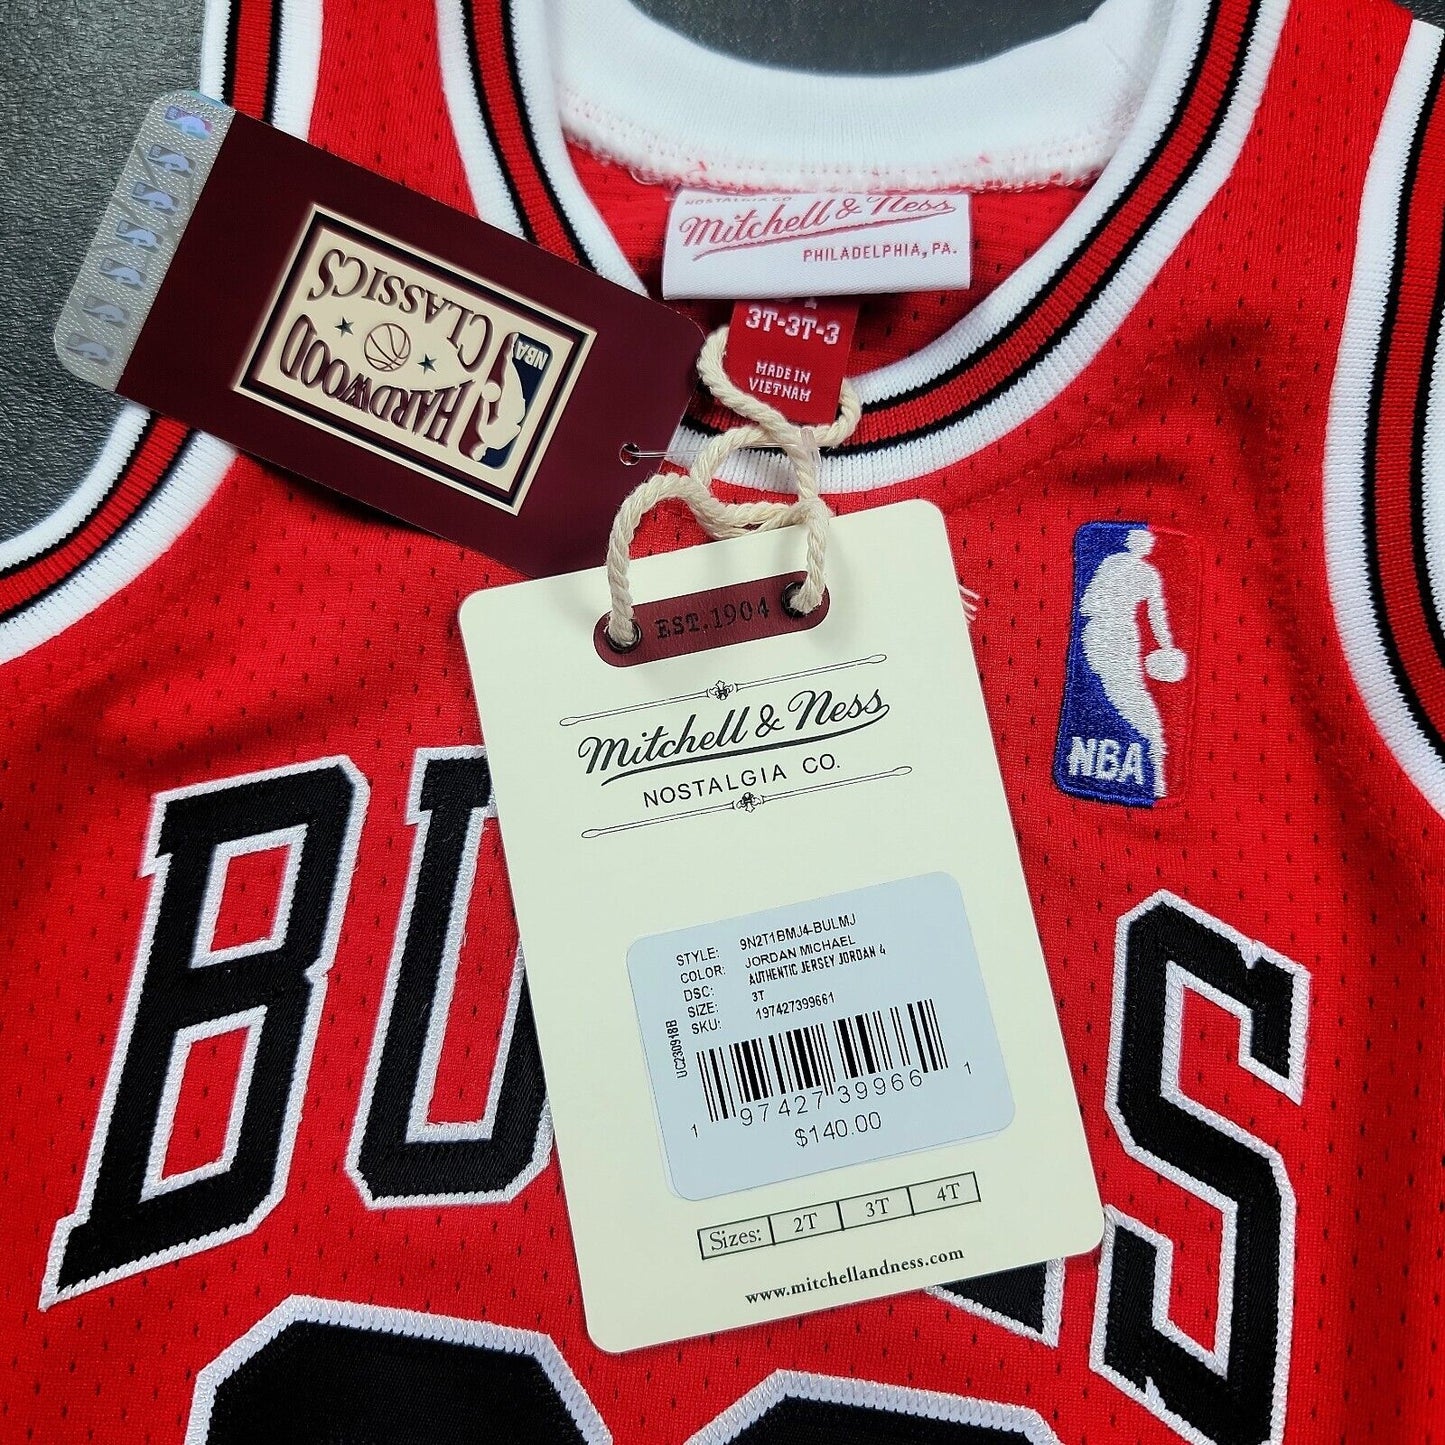 NOSTALGIA CO
Mitchell & Ness
PHILADELPHIA, PA.
3T-3T-3
MADE IN
VIETNAM
HARDWOOD
CLASSICS
NBA
EST. 1904
Mitchell & Ness
NOSTALGIA CO.
NBA
BU S
STYLE: 9N2T1BMJ4-BULMJ
COLOR: JORDAN MICHAEL
DSC: AUTHENTIC JERSEY JORDAN 4
SIZE: 3T
SKU: 197427399661
UC230918B
1 97427 39966 1
$140.00
Sizes: 2T 3T 4T
www.mitchellandness.com